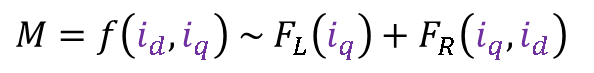 M = f(i_d, i_q) ~ F_L(i_q) + F_R(i_q, i_d)